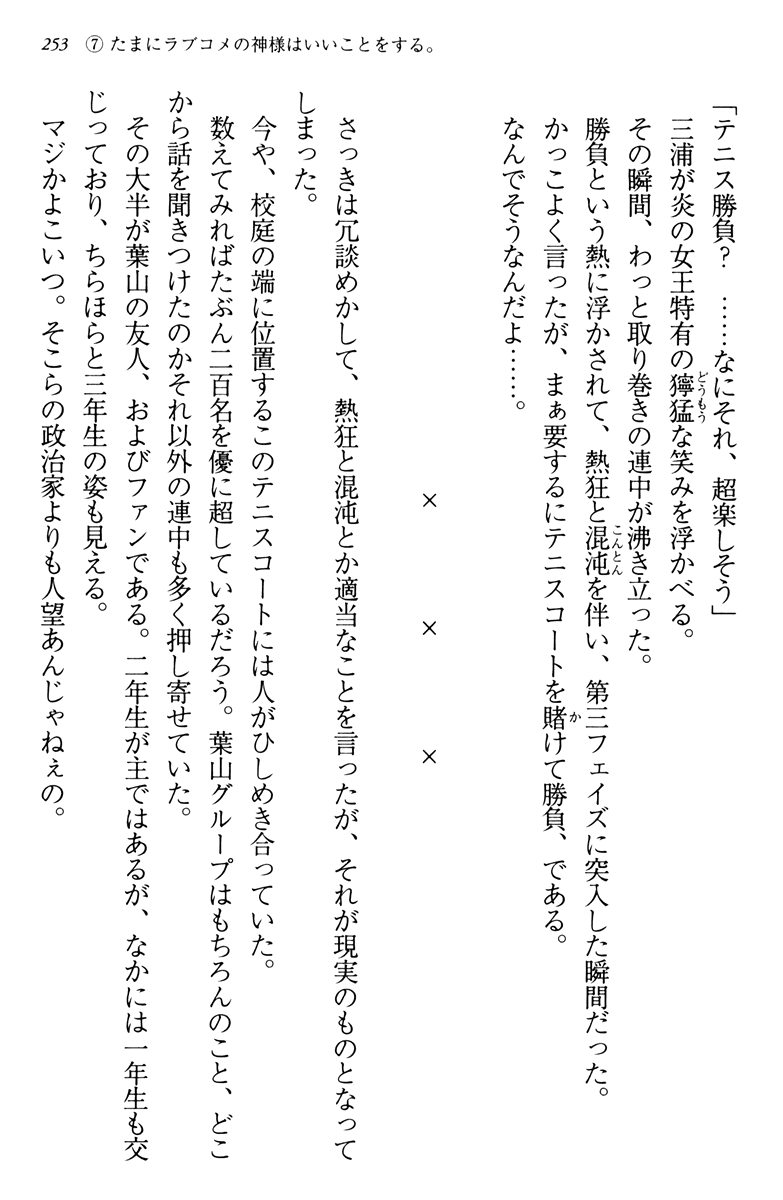 253 ⑦ たまにラブコメの神様はいいことをする。
「テニス勝負？　……なにそれ、超楽しそう」
三浦が炎の女王特有の獰猛な笑みを浮かべる。
どうもう
その瞬間、わっと取り巻きの連中が沸き立った。
勝負という熱に浮かされて、熱狂と混沌を伴い、第三フェイズに突入した瞬間だった。
こんとん
かっこよく言ったが、まぁ要するにテニスコートを賭けて勝負、である。
か
なんでそうなんだよ……。
×　×　×
さっきは冗談めかして、熱狂と混沌とか適当なことを言ったが、それが現実のものとなって
しまった。
今や、校庭の端に位置するこのテニスコートには人がひしめき合っていた。
数えてみればたぶん二百名を優に超しているだろう。葉山グループはもちろんのこと、どこ
から話を聞きつけたのかそれ以外の連中も多く押し寄せていた。
その大半が葉山の友人、およびファンである。二年生が主ではあるが、なかには一年生も交
じっており、ちらほらと三年生の姿も見える。
マジかよこいつ。そこらの政治家よりも人望あんじゃねぇの。